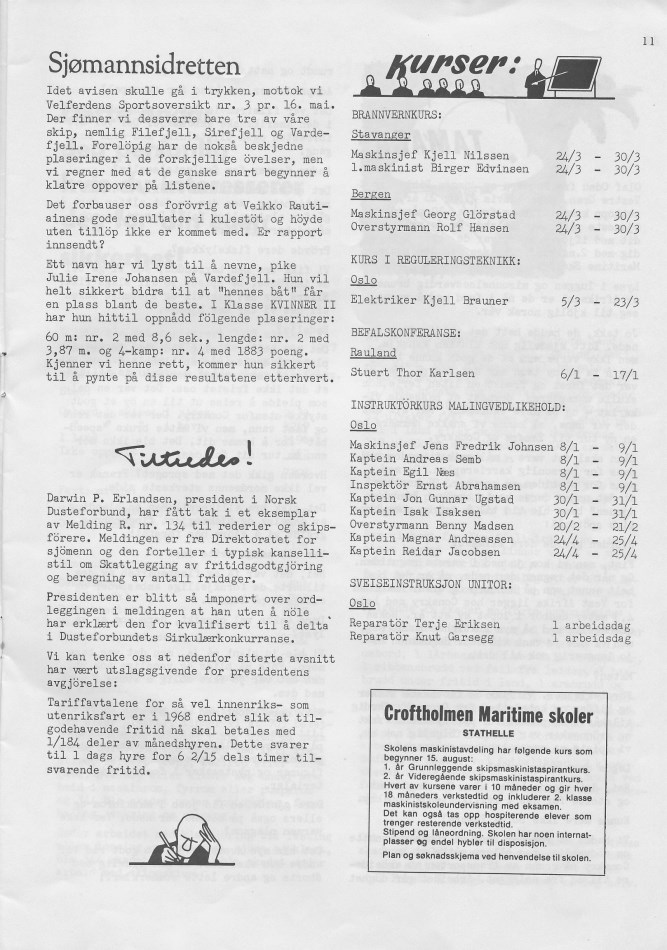 11
Sjømannsidretten
Idet avisen skulle gå i trykken, mottok vi
Velferdens Sportsoversikt nr. 3 pr. 16. mai.
Der finner vi dessverre bare tre av våre
skip, nemlig Filefjell, Sirefjell og Varde-
fjell. Foreløpig har de nokså beskjedne
plaseringer i de forskjellige övelser, men
vi regner med at de ganske snart begynner å
klatre oppover på listene.
Det forbauser oss forövrig at Veikko Rauti-
ainens gode resultater i kulestöt og höyde
uten tillöp ikke er kommet med. Er rapport
innsendt?
Ett navn har vi lyst til å nevne, pike
Julie Irene Johansen på Vardefjell. Hun vil
helt sikkert bidra til at "hennes båt" får
en plass blant de beste. I Klasse KVINNER II
har hun hittil oppnådd fölgende plaseringer:
60 m: nr. 2 med 8,6 sek., lengde: nr. 2 med
3,87 m. og 4-kamp: nr. 4 med 1883 poeng.
Kjenner vi henne rett, kommer hun sikkert
til å pynte på disse resultatene etterhvert.
Tiltredes!
Darwin P. Erlandsen, president i Norsk
Dusteforbund, har fått tak i et eksemplar
av Melding R. nr. 134 til rederier og skips-
förere. Meldingen er fra Direktoratet for
sjömenn og den forteller i typisk kanselli-
stil om Skattlegging av fritidsgodtgjöring
og beregning av antall fridager.
Presidenten er blitt så imponert over ord-
leggingen i meldingen at han uten å nöle
har erklært den for kvalifisert til å delta
i Dusteforbundets Sirkulærkonkurranse.
Vi kan tenke oss at nedenfor siterte avsnitt
har vært utslagsgivende for presidentens
avgjörelse:
Tariffavtalene for så vel innenriks- som
utenriksfart er i 1968 endret slik at til-
godehavende fritid nå skal betales med
1/184 deler av månedshyren. Dette svarer
til 1 dags hyre for 6 2/15 dels timer til-
svarende fritid.
Kurser:
BRANNVERNKURS:
Stavanger
Maskinsjef Kjell Nilssen 24/3 - 30/3
1.maskinist Birger Edvinsen 24/3 - 30/3
Bergen
Maskinsjef Georg Glörstad 24/3 - 30/3
Overstyrmann Rolf Hansen 24/3 - 30/3
KURS I REGULERINGSTEKNIKK:
Oslo
Elektriker Kjell Brauner 5/3 - 23/3
BEFALSKONFERANSE:
Rauland
Stuert Thor Karlsen 6/1 - 17/1
INSTRUKTÖRKURS MALINGVEDLIKEHOLD:
Oslo
Maskinsjef Jens Fredrik Johnsen 8/1 - 9/1
Kaptein Andreas Semb 8/1 - 9/1
Kaptein Egil Næs 8/1 - 9/1
Inspektör Ernst Abrahamsen 8/1 - 9/1
Kaptein Jon Gunnar Ugstad 30/1 - 31/1
Kaptein Isak Isaksen 30/1 - 31/1
Overstyrmann Benny Madsen 20/2 - 21/2
Kaptein Magnar Andreassen 24/4 - 25/4
Kaptein Reidar Jacobsen 24/4 - 25/4
SVEISEINSTRUKSJON UNITOR:
Oslo
Reparatör Terje Eriksen 1 arbeidsdag
Reparatör Knut Garsegg 1 arbeidsdag
Croftholmen Maritime skoler
STATHELLE
Skolens maskinistavdeling har følgende kurs som
begynner 15. august:
1. år Grunnleggende skipsmaskinistaspirantkurs.
2. år Videregående skipsmaskinistaspirantkurs.
Hvert av kursene varer i 10 måneder og gir hver
18 måneders verkstedtid og inkluderer 2. klasse
maskinistskoleundervisning med eksamen.
Det kan også tas opp hospiterende elever som
trenger resterende verkstedtid.
Stipend og låneordning. Skolen har noen internat-
plasser og endel hybler til disposisjon.
Plan og søknadsskjema ved henvendelse til skolen.